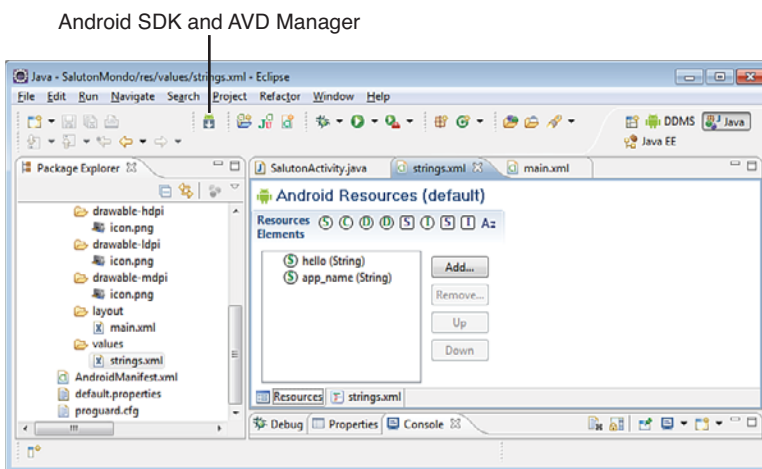 Android SDK and AVD Manager
Java - SalutonMondo/res/values/strings.xml - Eclipse
File Edit Run Navigate Search Project Refactor Window Help
DDMS Java
Java EE
Package Explorer
SalutonActivity.java strings.xml main.xml
Android Resources (default)
Resources Elements S C D D S I S I Az
drawable-hdpi
icon.png
drawable-ldpi
icon.png
drawable-mdpi
icon.png
layout
main.xml
values
strings.xml
AndroidManifest.xml
default.properties
proguard.cfg
S hello (String)
S app_name (String)
Add...
Remove...
Up
Down
Resources strings.xml
Debug Properties Console